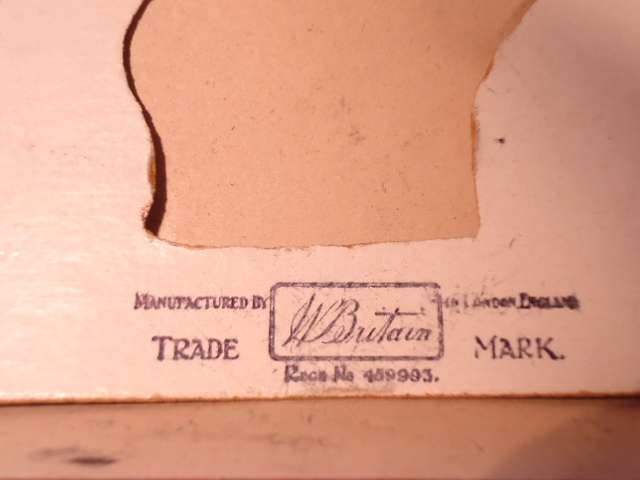 MANUFACTURED BY W Britain IN LONDON, ENGLAND
TRADE MARK.
REGD No 459993.